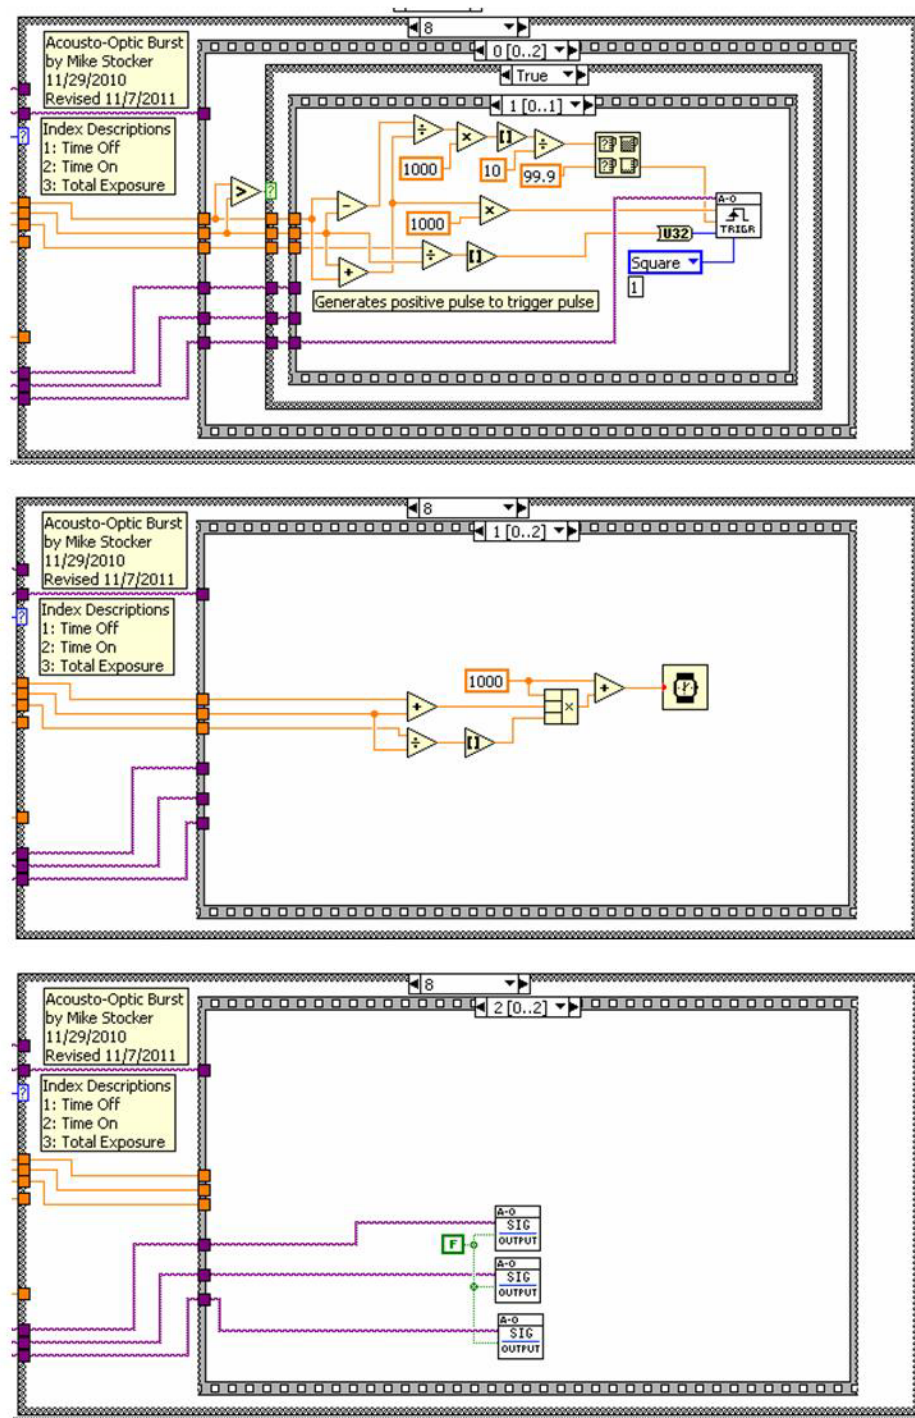 8
Acousto-Optic Burst
by Mike Stocker
11/29/2010
Revised 11/7/2011
0 [0..2]
True
1 [0..1]
Index Descriptions
1: Time Off
2: Time On
3: Total Exposure
1000
10
99.9
1000
A-O
TRIGR
U32
Square
1
Generates positive pulse to trigger pulse
8
Acousto-Optic Burst
by Mike Stocker
11/29/2010
Revised 11/7/2011
1 [0..2]
Index Descriptions
1: Time Off
2: Time On
3: Total Exposure
1000
8
Acousto-Optic Burst
by Mike Stocker
11/29/2010
Revised 11/7/2011
2 [0..2]
Index Descriptions
1: Time Off
2: Time On
3: Total Exposure
A-O
SIG
OUTPUT
F
A-O
SIG
OUTPUT
A-O
SIG
OUTPUT